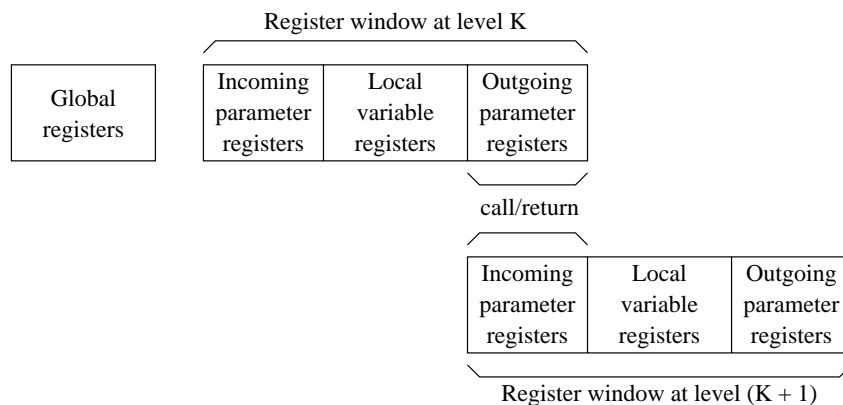 Register window at level K
Global
registers
Incoming
parameter
registers
Local
variable
registers
Outgoing
parameter
registers
call/return
Incoming
parameter
registers
Local
variable
registers
Outgoing
parameter
registers
Register window at level (K + 1)